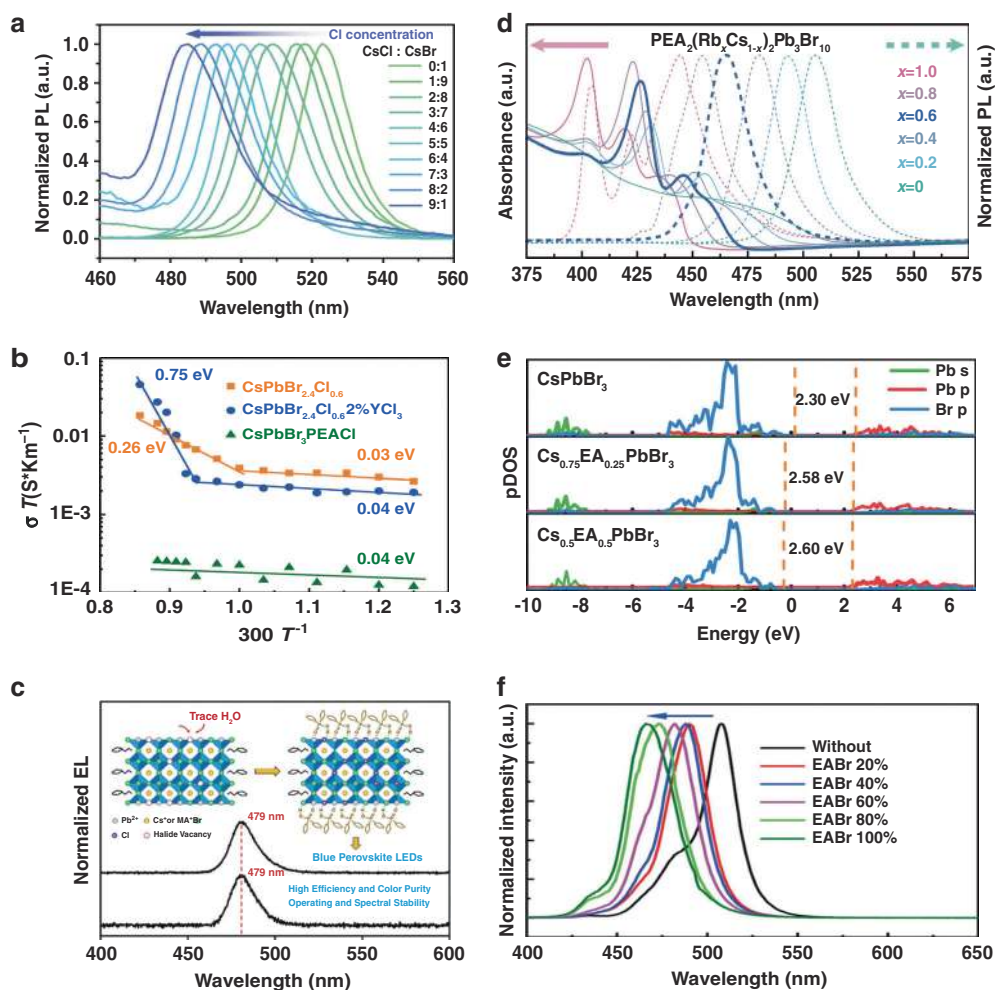 a
Cl concentration
CsCl : CsBr
0:1
1:9
2:8
3:7
4:6
5:5
6:4
7:3
8:2
9:1
Normalized PL (a.u.)
1.0
0.8
0.6
0.4
0.2
0.0
460 480 500 520 540 560
Wavelength (nm)
d
PEA2(RbxCs1-x)2Pb3Br10
x=1.0
x=0.8
x=0.6
x=0.4
x=0.2
x=0
Absorbance (a.u.)
Normalized PL (a.u.)
375 400 425 450 475 500 525 550 575
Wavelength (nm)
b
0.1
0.01
1E-3
1E-4
σ T(S*Km-1)
0.75 eV
CsPbBr2.4Cl0.6
CsPbBr2.4Cl0.62%YCl3
CsPbBr3PEACl
0.26 eV
0.03 eV
0.04 eV
0.04 eV
0.8 0.9 1.0 1.1 1.2 1.3
300 T-1
e
CsPbBr3
2.30 eV
Pb s
Pb p
Br p
Cs0.75EA0.25PbBr3
2.58 eV
Cs0.5EA0.5PbBr3
2.60 eV
pDOS
-10 -8 -6 -4 -2 0 2 4 6
Energy (eV)
c
Trace H2O
Pb2+
Cs+or MA+Br
Cl
Halide Vacancy
479 nm
Blue Perovskite LEDs
479 nm
High Efficiency and Color Purity
Operating and Spectral Stability
Normalized EL
400 450 500 550 600
Wavelength (nm)
f
Without
EABr 20%
EABr 40%
EABr 60%
EABr 80%
EABr 100%
Normalized intensity (a.u.)
400 450 500 550 600 650
Wavelength (nm)